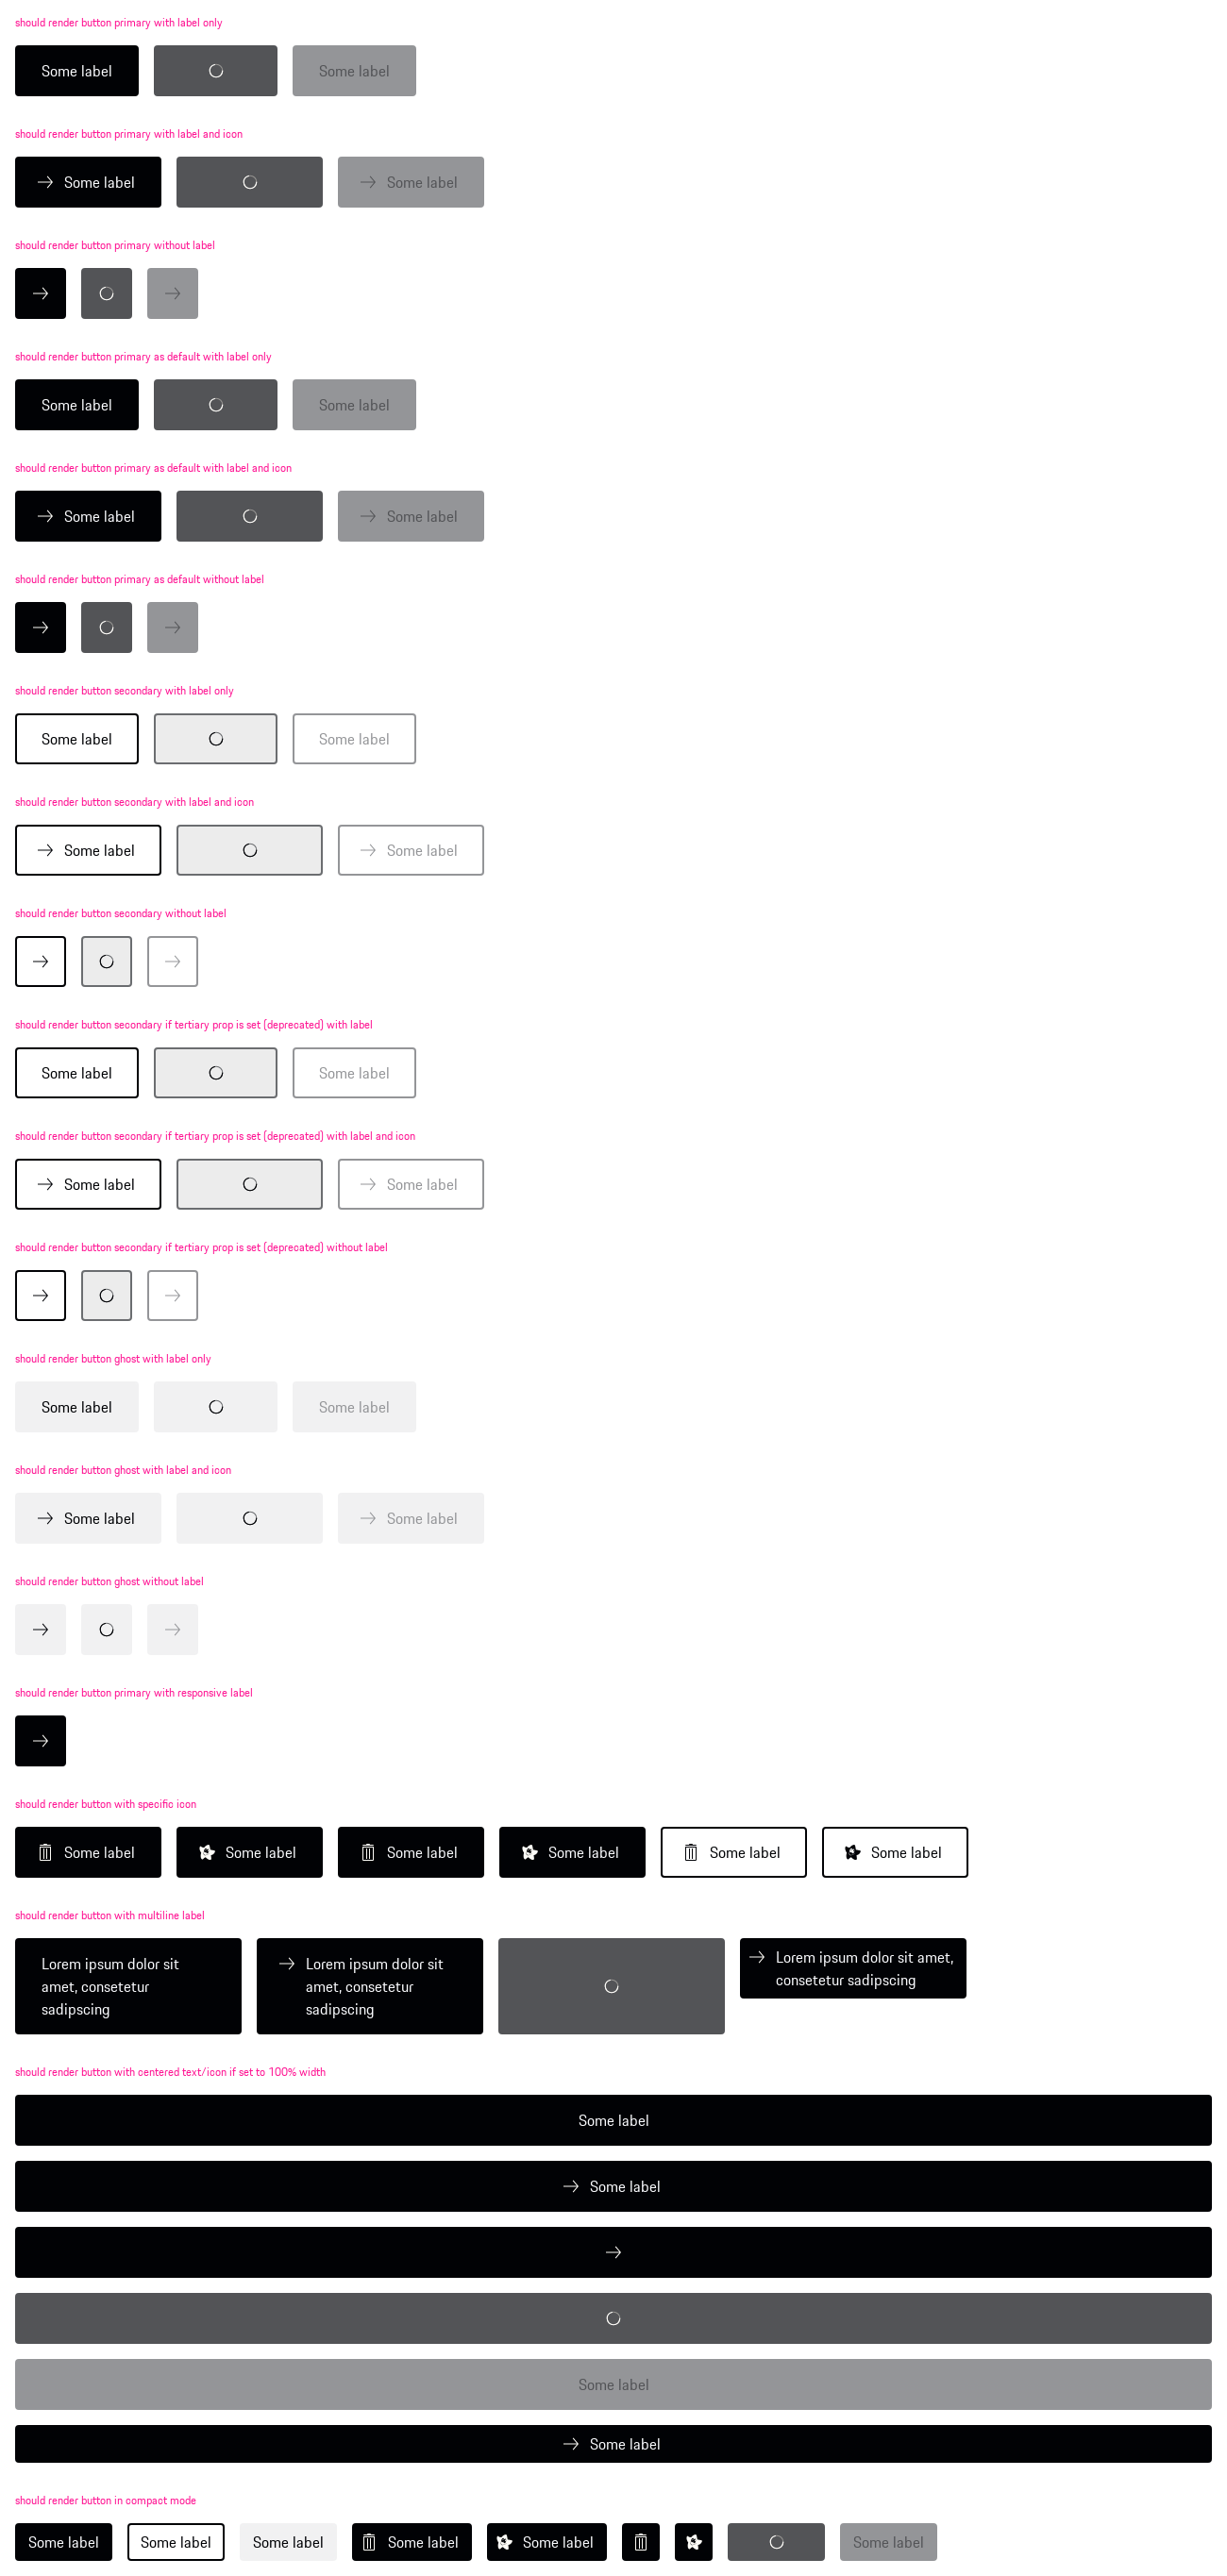 should render button primary with label only
Some label Some label
should render button primary with label and icon
Some label Some label
should render button primary without label
should render button primary as default with label only
Some label Some label
should render button primary as default with label and icon
Some label Some label
should render button primary as default without label
should render button secondary with label only
Some label Some label
should render button secondary with label and icon
Some label Some label
should render button secondary without label
should render button secondary if tertiary prop is set (deprecated) with label
Some label Some label
should render button secondary if tertiary prop is set (deprecated) with label and icon
Some label Some label
should render button secondary if tertiary prop is set (deprecated) without label
should render button ghost with label only
Some label Some label
should render button ghost with label and icon
Some label Some label
should render button ghost without label
should render button primary with responsive label
should render button with specific icon
Some label Some label Some label Some label Some label Some label
should render button with multiline label
Lorem ipsum dolor sit
amet, consetetur
sadipscing
Lorem ipsum dolor sit
amet, consetetur
sadipscing
Lorem ipsum dolor sit amet,
consetetur sadipscing
should render button with centered text/icon if set to 100% width
Some label
Some label
Some label
Some label
should render button in compact mode
Some label Some label Some label Some label Some label Some label